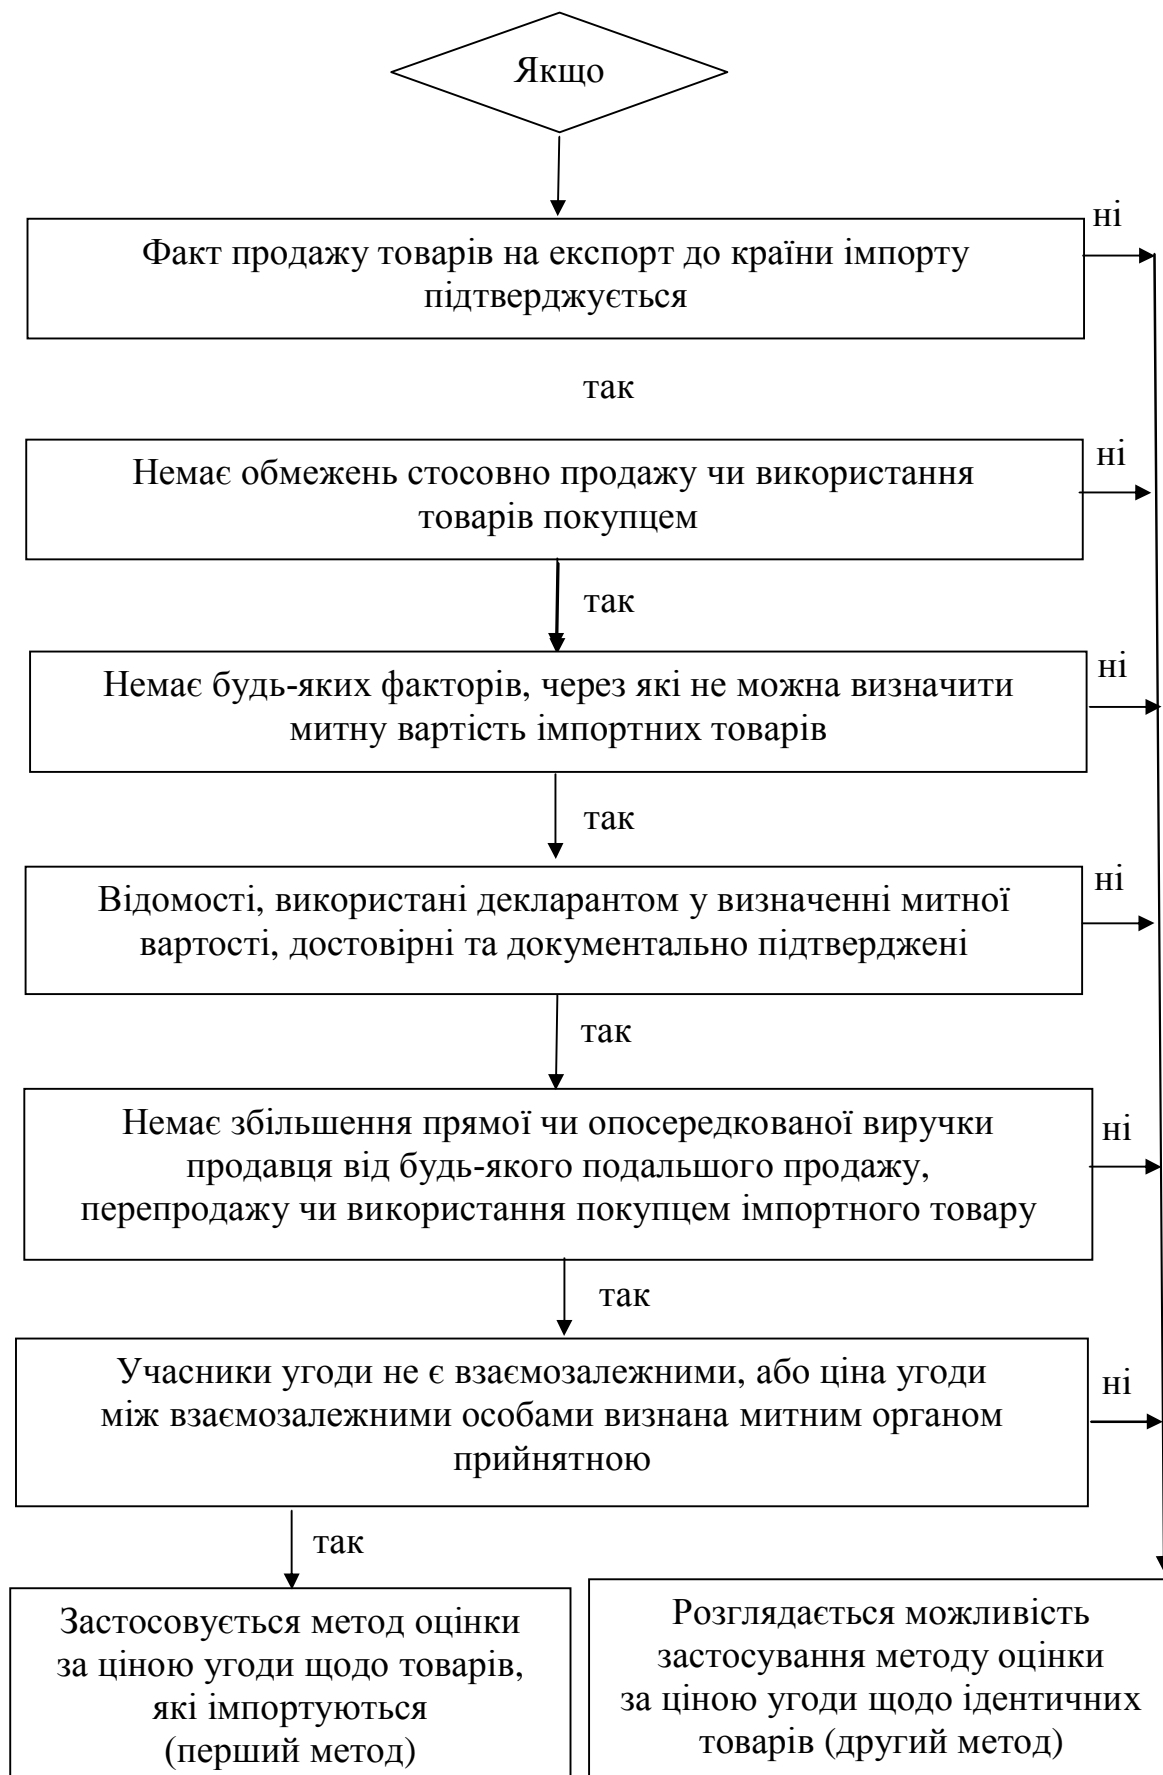 Якщо
ні
Факт продажу товарів на експорт до країни імпорту
підтверджується
так
ні
Немає обмежень стосовно продажу чи використання
товарів покупцем
так
ні
Немає будь-яких факторів, через які не можна визначити
митну вартість імпортних товарів
так
ні
Відомості, використані декларантом у визначенні митної
вартості, достовірні та документально підтверджені
так
ні
Немає збільшення прямої чи опосередкованої виручки
продавця від будь-якого подальшого продажу,
перепродажу чи використання покупцем імпортного товару
так
ні
Учасники угоди не є взаємозалежними, або ціна угоди
між взаємозалежними особами визнана митним органом
прийнятною
так
Застосовується метод оцінки
за ціною угоди щодо товарів,
які імпортуються
(перший метод)
Розглядається можливість
застосування методу оцінки
за ціною угоди щодо ідентичних
товарів (другий метод)